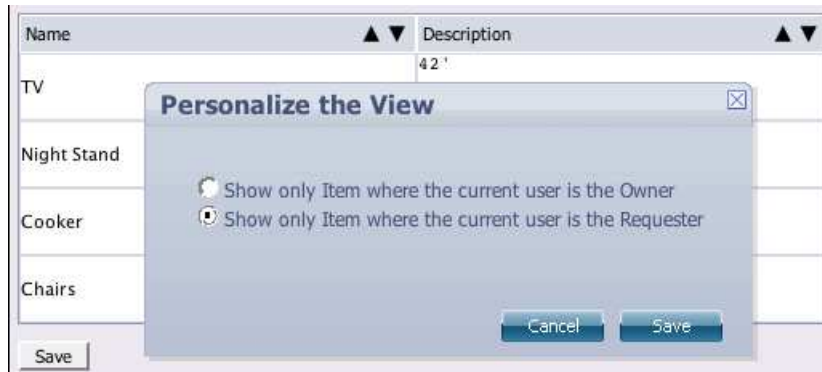 Name ▲ ▼ Description ▲ ▼
42'
TV
Personalize the View
Night Stand
Show only Item where the current user is the Owner
Show only Item where the current user is the Requester
Cooker
Chairs
Cancel Save
Save